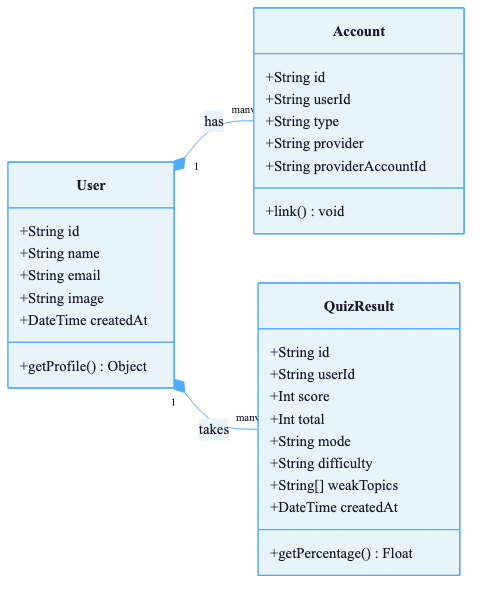 Account
+String id
+String userId
+String type
+String provider
+String providerAccountId
+link() : void
has
1
User
+String id
+String name
+String email
+String image
+DateTime createdAt
+getProfile() : Object
1
takes
QuizResult
+String id
+String userId
+Int score
+Int total
+String mode
+String difficulty
+String[] weakTopics
+DateTime createdAt
+getPercentage() : Float